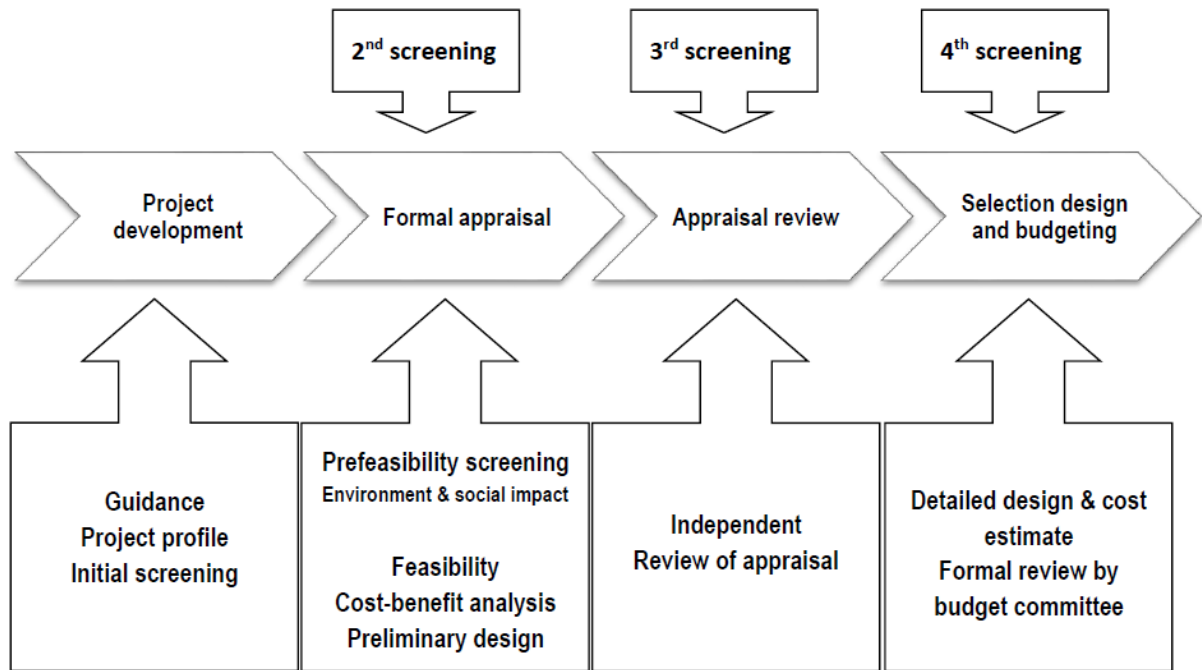 2nd screening
3rd screening
4th screening
Project
development
Formal appraisal
Appraisal review
Selection design
and budgeting
Guidance
Project profile
Initial screening
Prefeasibility screening
Environment & social impact
Feasibility
Cost-benefit analysis
Preliminary design
Independent
Review of appraisal
Detailed design & cost
estimate
Formal review by
budget committee